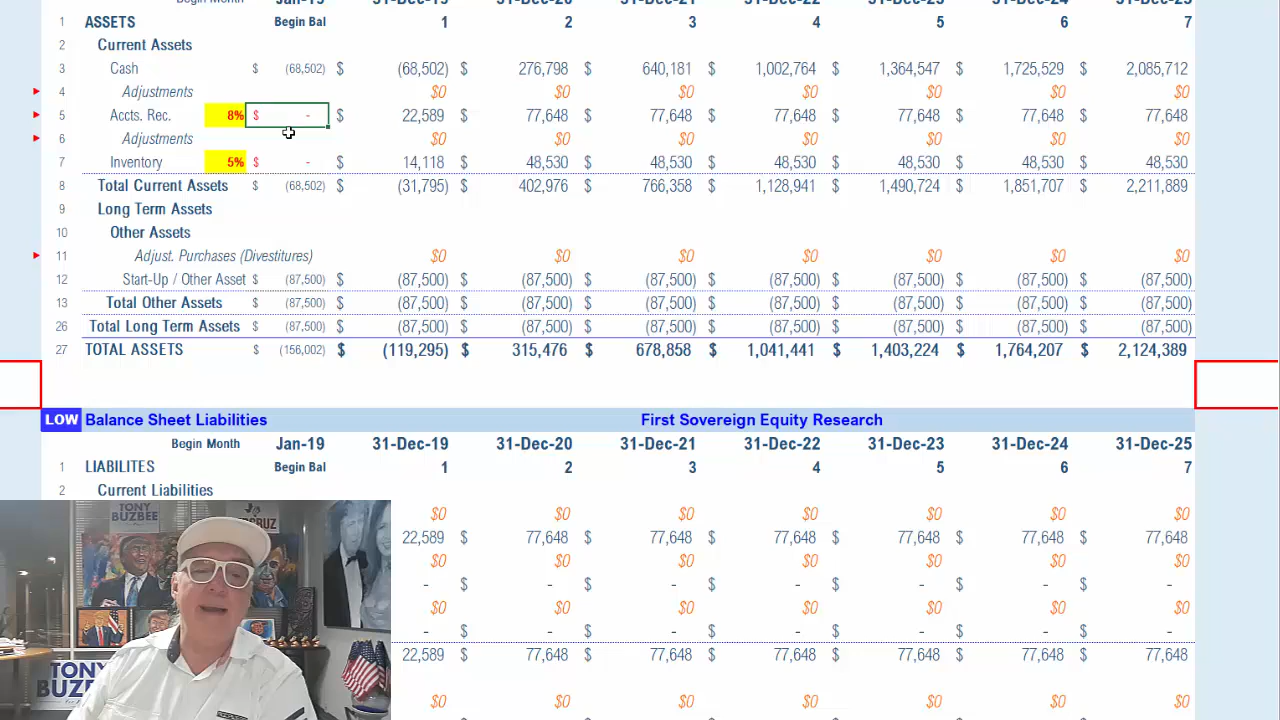 Begin Month Jan-19 31-Dec-19 31-Dec-20 31-Dec-21 31-Dec-22 31-Dec-23 31-Dec-24 31-Dec-25
1 ASSETS Begin Bal 1 2 3 4 5 6 7
2 Current Assets
3 Cash $ (68,502) $ (68,502) $ 276,798 $ 640,181 $ 1,002,764 $ 1,364,547 $ 1,725,529 $ 2,085,712
4 Adjustments $0 $0 $0 $0 $0 $0 $0
5 Accts. Rec. 8% $ - $ 22,589 $ 77,648 $ 77,648 $ 77,648 $ 77,648 $ 77,648 $ 77,648
6 Adjustments $0 $0 $0 $0 $0 $0 $0
7 Inventory 5% $ - $ 14,118 $ 48,530 $ 48,530 $ 48,530 $ 48,530 $ 48,530 $ 48,530
8 Total Current Assets $ (68,502) $ (31,795) $ 402,976 $ 766,358 $ 1,128,941 $ 1,490,724 $ 1,851,707 $ 2,211,889
9 Long Term Assets
10 Other Assets
11 Adjust. Purchases (Divestitures) $0 $0 $0 $0 $0 $0 $0
12 Start-Up / Other Asset $ (87,500) $ (87,500) $ (87,500) $ (87,500) $ (87,500) $ (87,500) $ (87,500) $ (87,500)
13 Total Other Assets $ (87,500) $ (87,500) $ (87,500) $ (87,500) $ (87,500) $ (87,500) $ (87,500) $ (87,500)
26 Total Long Term Assets $ (87,500) $ (87,500) $ (87,500) $ (87,500) $ (87,500) $ (87,500) $ (87,500) $ (87,500)
27 TOTAL ASSETS $ (156,002) $ (119,295) $ 315,476 $ 678,858 $ 1,041,441 $ 1,403,224 $ 1,764,207 $ 2,124,389
LOW Balance Sheet Liabilities First Sovereign Equity Research
Begin Month Jan-19 31-Dec-19 31-Dec-20 31-Dec-21 31-Dec-22 31-Dec-23 31-Dec-24 31-Dec-25
1 LIABILITES Begin Bal 1 2 3 4 5 6 7
2 Current Liabilities
$0 $0 $0 $0 $0 $0 $0
22,589 $ 77,648 $ 77,648 $ 77,648 $ 77,648 $ 77,648 $ 77,648
$0 $0 $0 $0 $0 $0 $0
- $ - $ - $ - $ - $ - $ -
$0 $0 $0 $0 $0 $0 $0
- $ - $ - $ - $ - $ - $ -
22,589 $ 77,648 $ 77,648 $ 77,648 $ 77,648 $ 77,648 $ 77,648
$0 $0 $0 $0 $0 $0 $0
TONY
BUZBEE
TONY
BUZBEE